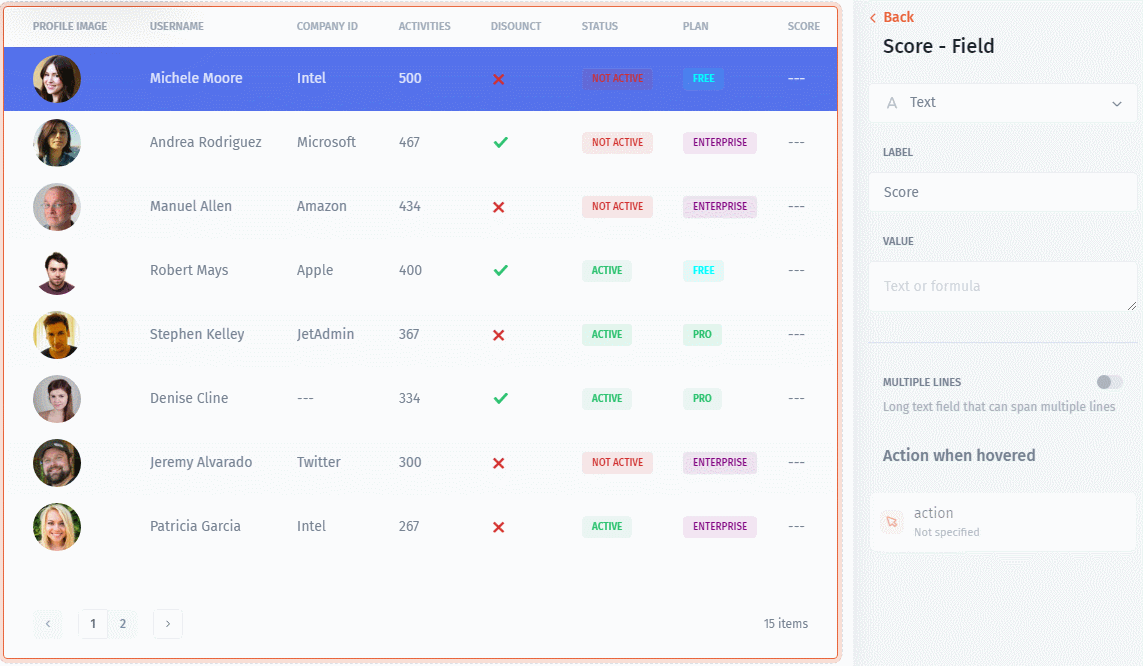 PROFILE IMAGE USERNAME COMPANY ID ACTIVITIES DISOUNCT STATUS PLAN SCORE
Michele Moore Intel 500 NOT ACTIVE FREE ---
Andrea Rodriguez Microsoft 467 NOT ACTIVE ENTERPRISE ---
Manuel Allen Amazon 434 NOT ACTIVE ENTERPRISE ---
Robert Mays Apple 400 ACTIVE FREE ---
Stephen Kelley JetAdmin 367 ACTIVE PRO ---
Denise Cline --- 334 ACTIVE PRO ---
Jeremy Alvarado Twitter 300 NOT ACTIVE ENTERPRISE ---
Patricia Garcia Intel 267 ACTIVE ENTERPRISE ---
‹ 1 2 › 15 items
Back
Score - Field
A Text
LABEL
Score
VALUE
Text or formula
MULTIPLE LINES
Long text field that can span multiple lines
Action when hovered
action
Not specified